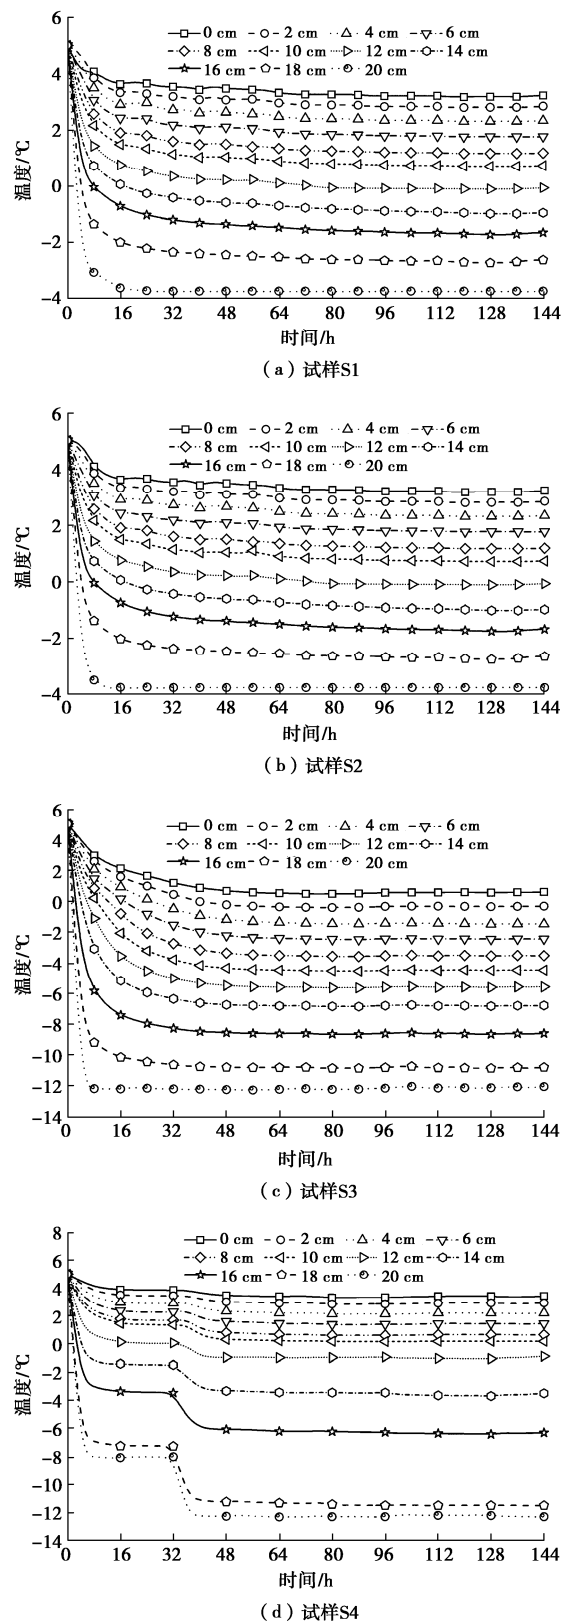 6
4
2
0
−2
−4
温度/℃
0 cm 2 cm 4 cm 6 cm
8 cm 10 cm 12 cm 14 cm
16 cm 18 cm 20 cm
0 16 32 48 64 80 96 112 128 144
时间/h
（a）试样S1
6
4
2
0
−2
−4
温度/℃
0 cm 2 cm 4 cm 6 cm
8 cm 10 cm 12 cm 14 cm
16 cm 18 cm 20 cm
0 16 32 48 64 80 96 112 128 144
时间/h
（b）试样S2
6
4
2
0
−2
−4
−6
−8
−10
−12
−14
温度/℃
0 cm 2 cm 4 cm 6 cm
8 cm 10 cm 12 cm 14 cm
16 cm 18 cm 20 cm
0 16 32 48 64 80 96 112 128 144
时间/h
（c）试样S3
8
6
4
2
0
−2
−4
−6
−8
−10
−12
−14
温度/℃
0 cm 2 cm 4 cm 6 cm
8 cm 10 cm 12 cm 14 cm
16 cm 18 cm 20 cm
0 16 32 48 64 80 96 112 128 144
时间/h
（d）试样S4